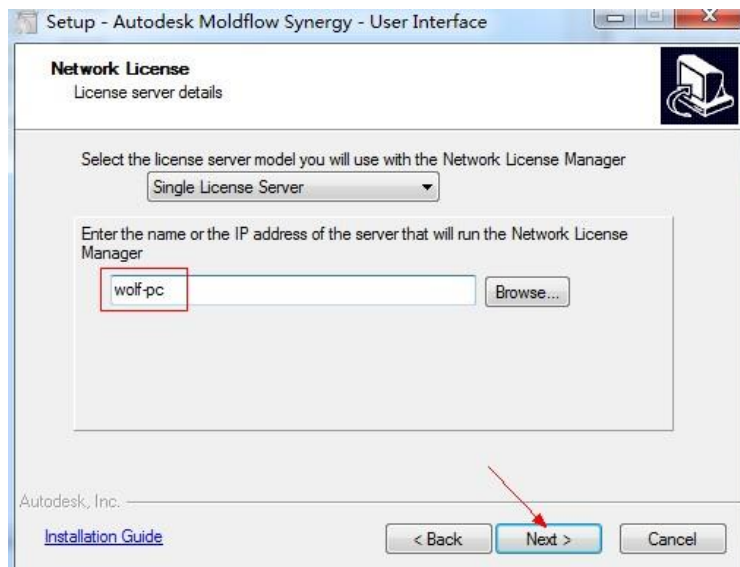 Setup - Autodesk Moldflow Synergy - User Interface
Network License
License server details
Select the license server model you will use with the Network License Manager
Single License Server
Enter the name or the IP address of the server that will run the Network License
Manager
wolf-pc
Browse...
Autodesk, Inc.
Installation Guide
< Back
Next >
Cancel